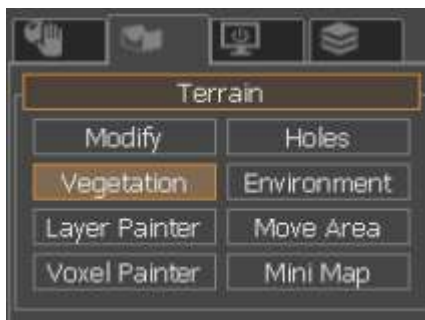 Terrain
Modify Holes
Vegetation Environment
Layer Painter Move Area
Voxel Painter Mini Map